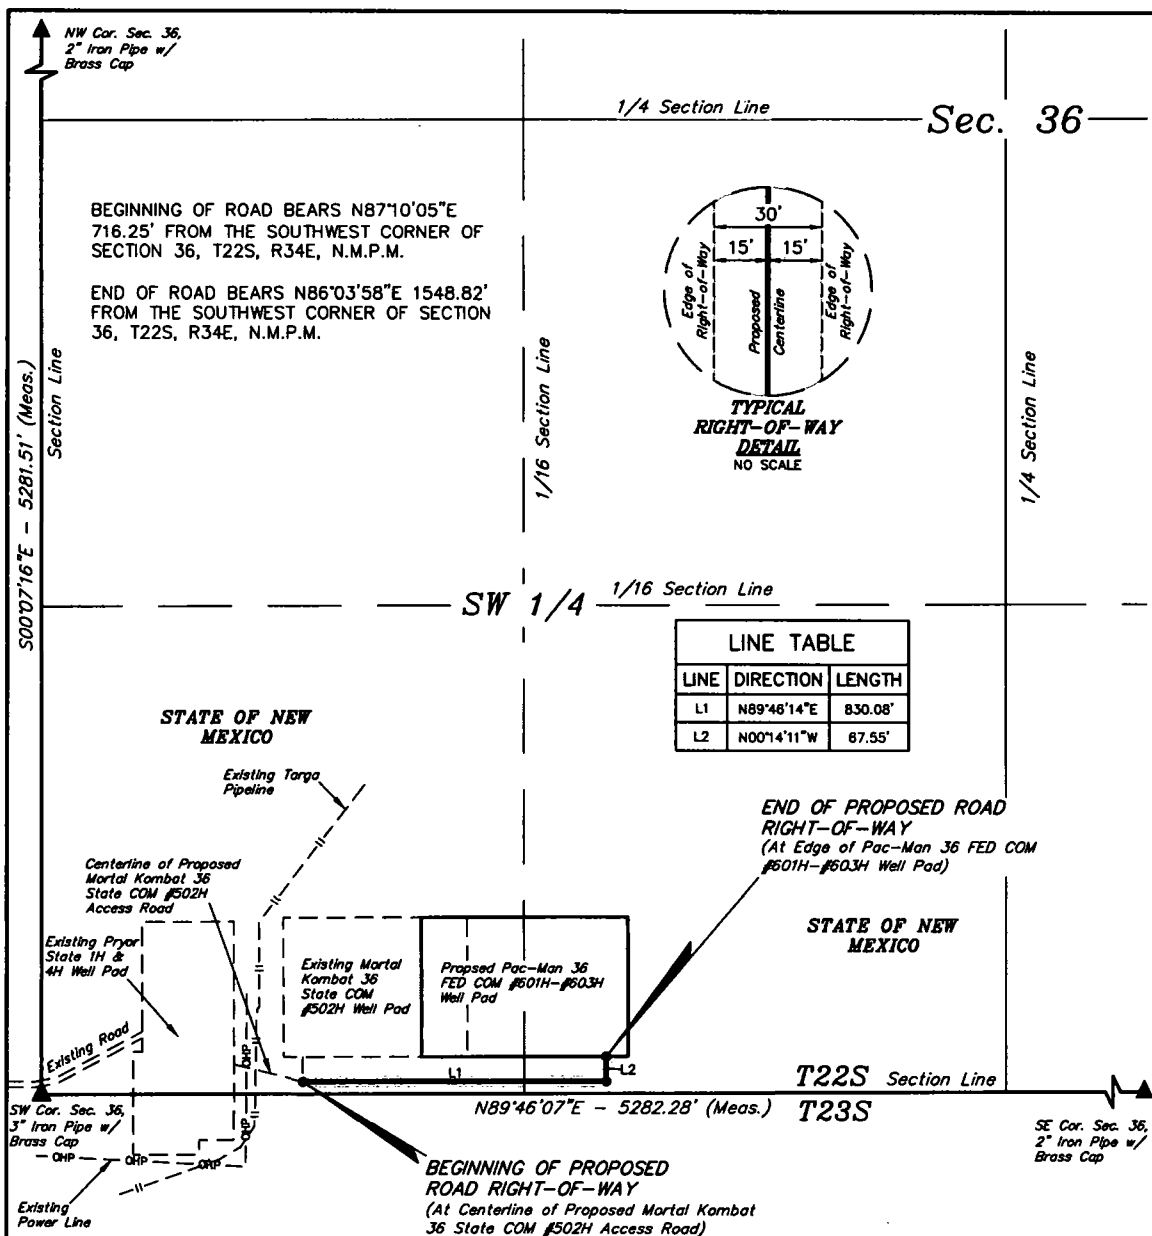 NW Cor. Sec. 36,
2" Iron Pipe w/
Brass Cap
1/4 Section Line
Sec. 36
BEGINNING OF ROAD BEARS N87°10'05"E
716.25' FROM THE SOUTHWEST CORNER OF
SECTION 36, T22S, R34E, N.M.P.M.
END OF ROAD BEARS N86°03'58"E 1548.82'
FROM THE SOUTHWEST CORNER OF SECTION
36, T22S, R34E, N.M.P.M.
30'
15' 15'
Edge of
Right-of-Way
Proposed
Centerline
Edge of
Right-of-Way
TYPICAL
RIGHT-OF-WAY
DETAIL
NO SCALE
S00°07'16"E - 5281.51' (Meas.)
Section Line
1/16 Section Line
1/4 Section Line
SW 1/4
1/16 Section Line
LINE TABLE
LINE DIRECTION LENGTH
L1 N89°46'14"E 830.08'
L2 N00°14'11"W 67.55'
STATE OF NEW
MEXICO
Existing Targa
Pipeline
END OF PROPOSED ROAD
RIGHT-OF-WAY
(At Edge of Pac-Man 36 FED COM
#601H-#603H Well Pad)
Centerline of Proposed
Mortal Kombat 36
State COM #502H
Access Road
STATE OF NEW
MEXICO
Existing Pryor
State 1H &
4H Well Pad
Existing Mortal
Kombat 36
State COM
#502H Well Pad
Propsed Pac-Man 36
FED COM #601H-#603H
Well Pad
Existing Road
OHP
L1
L2
T22S Section Line
N89°46'07"E - 5282.28' (Meas.) T23S
SW Cor. Sec. 36,
3" Iron Pipe w/
Brass Cap
SE Cor. Sec. 36,
2" Iron Pipe w/
Brass Cap
OHP
OHP OHP OHP
Existing
Power Line
BEGINNING OF PROPOSED
ROAD RIGHT-OF-WAY
(At Centerline of Proposed Mortal Kombat
36 State COM #502H Access Road)